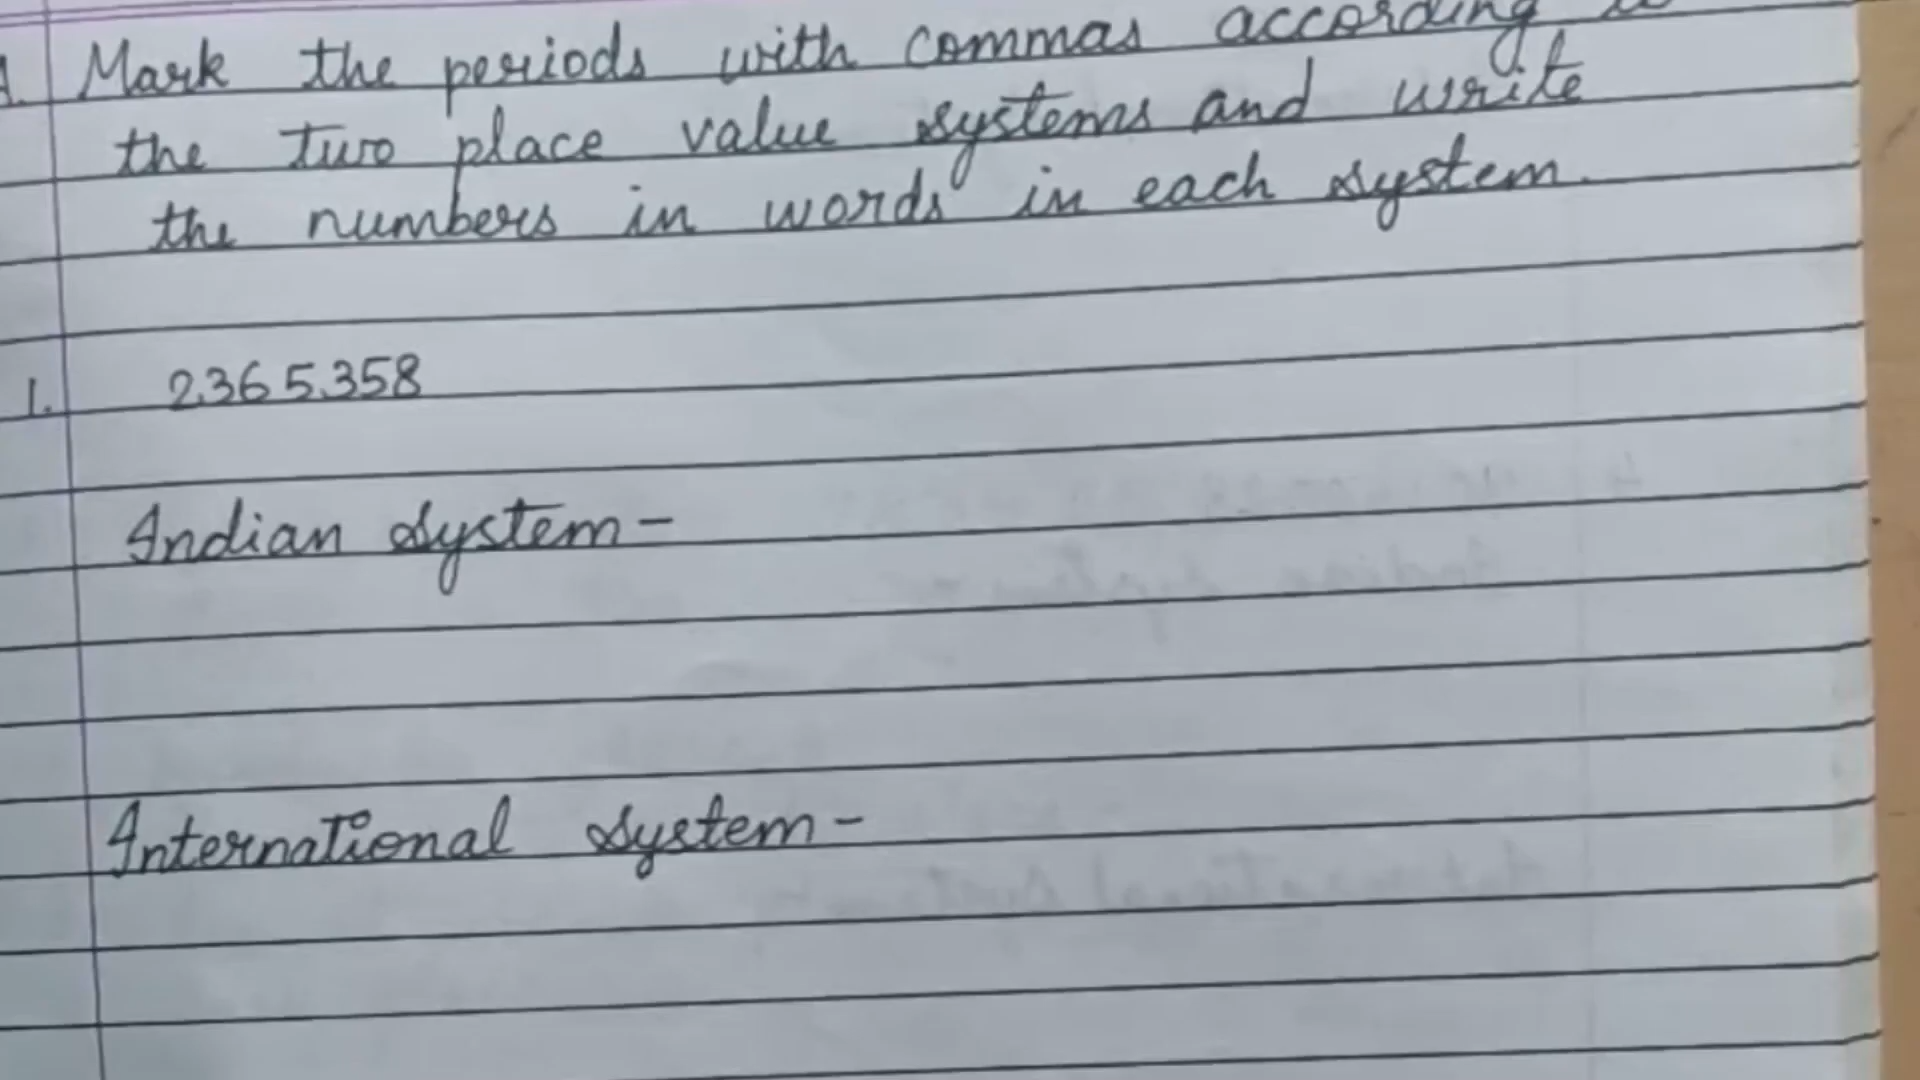 A. Mark the periods with commas according to
the two place value systems and write
the numbers in words in each system.
1. 2365358
Indian system-
International system-